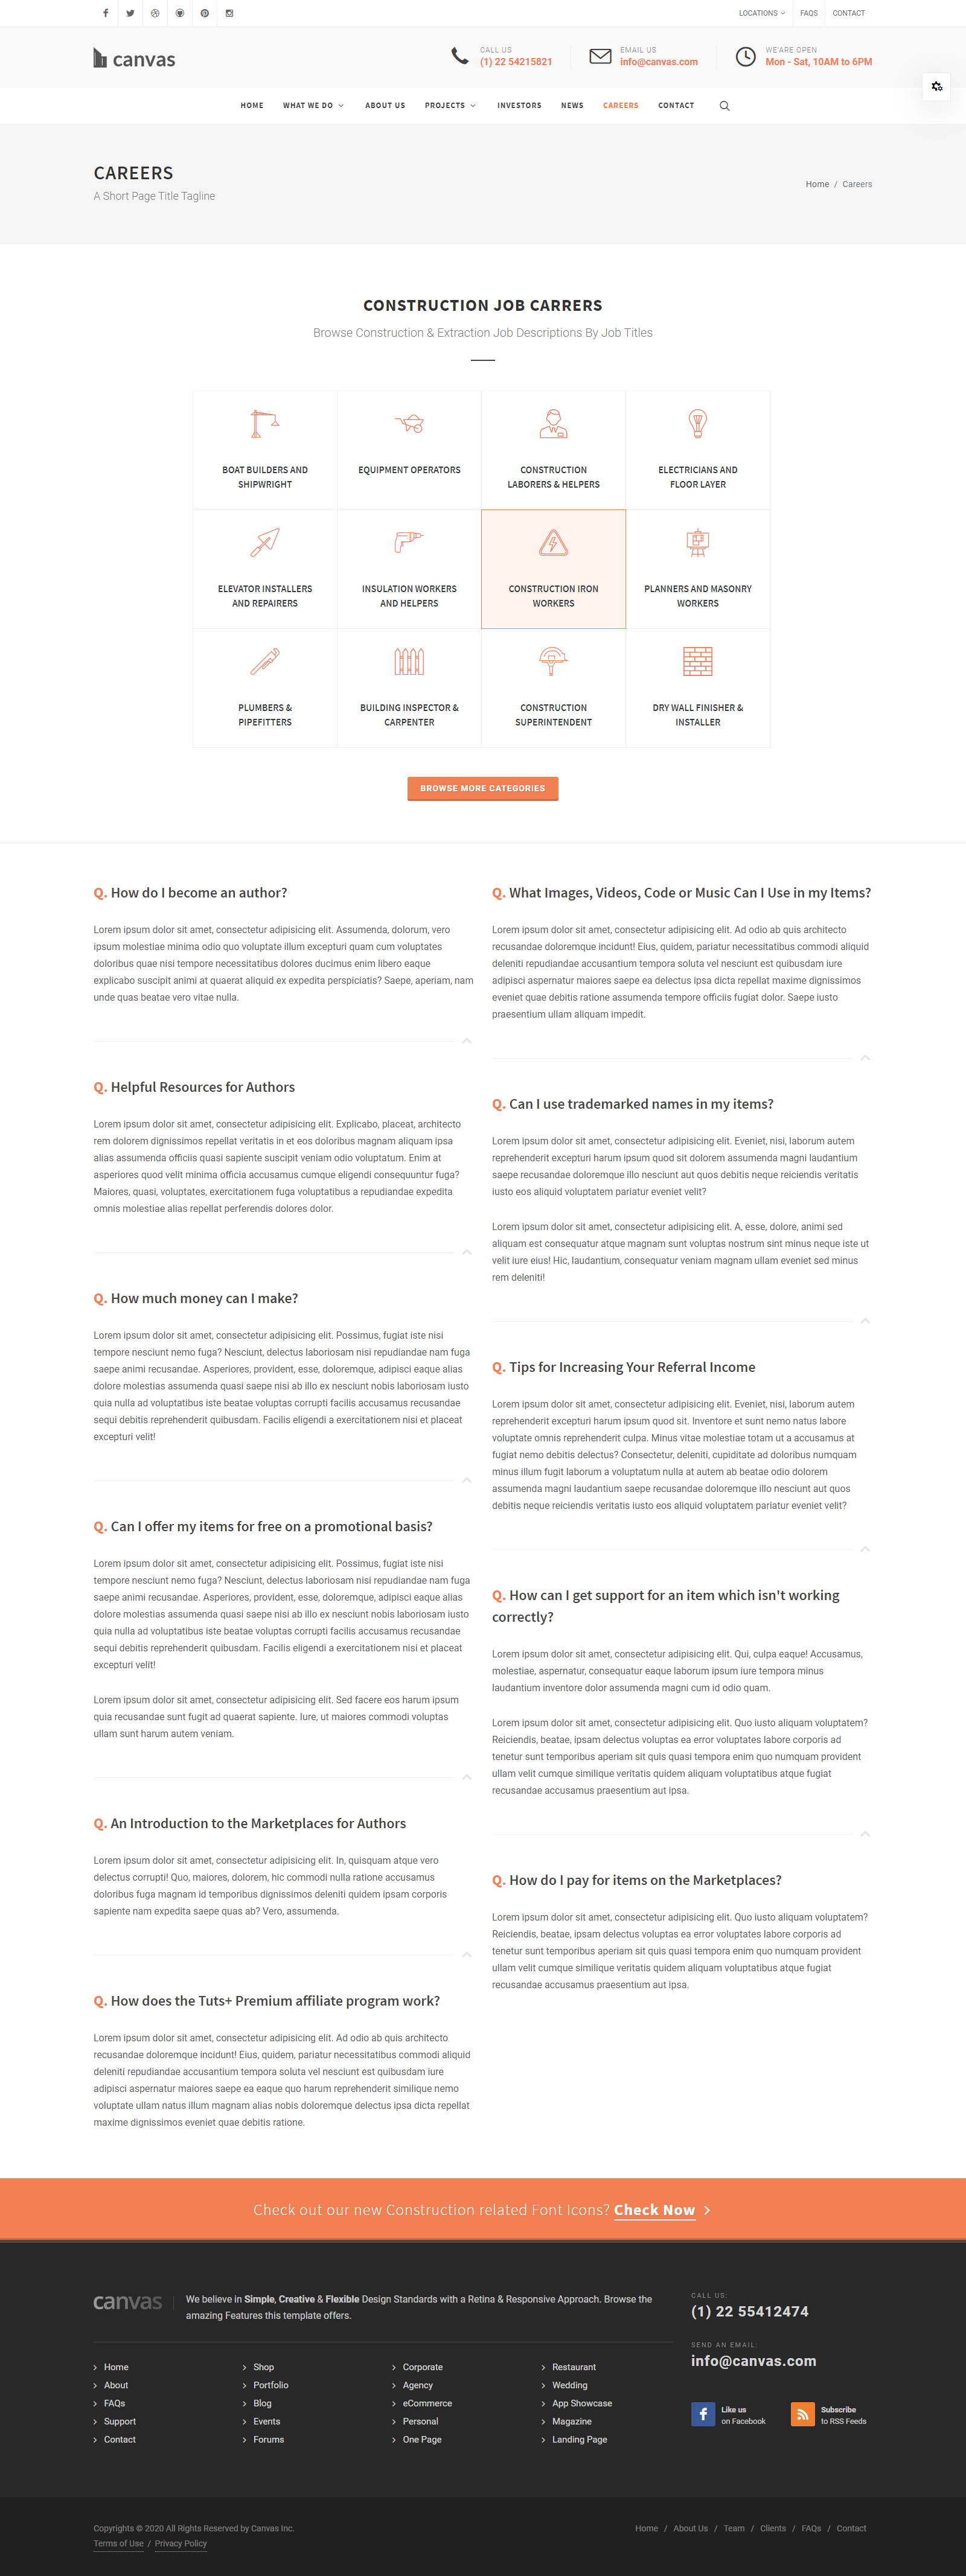 LOCATIONS
FAQS
CONTACT
canvas
CALL US
(1) 22 54215821
EMAIL US
info@canvas.com
WE'ARE OPEN
Mon - Sat, 10AM to 6PM
HOME
WHAT WE DO
ABOUT US
PROJECTS
INVESTORS
NEWS
CAREERS
CONTACT
CAREERS
A Short Page Title Tagline
Home / Careers
CONSTRUCTION JOB CARRERS
Browse Construction & Extraction Job Descriptions By Job Titles
BOAT BUILDERS AND
SHIPWRIGHT
EQUIPMENT OPERATORS
CONSTRUCTION
LABORERS & HELPERS
ELECTRICIANS AND
FLOOR LAYER
ELEVATOR INSTALLERS
AND REPAIRERS
INSULATION WORKERS
AND HELPERS
CONSTRUCTION IRON
WORKERS
PLANNERS AND MASONRY
WORKERS
PLUMBERS &
PIPEFITTERS
BUILDING INSPECTOR &
CARPENTER
CONSTRUCTION
SUPERINTENDENT
DRY WALL FINISHER &
INSTALLER
BROWSE MORE CATEGORIES
Q. How do I become an author?
Lorem ipsum dolor sit amet, consectetur adipisicing elit. Assumenda, dolorum, vero
ipsum molestiae minima odio quo voluptate illum excepturi quam cum voluptates
doloribus quae nisi tempore necessitatibus dolores ducimus enim libero eaque
explicabo suscipit animi at quaerat aliquid ex expedita perspiciatis? Saepe, aperiam, nam
unde quas beatae vero vitae nulla.
Q. Helpful Resources for Authors
Lorem ipsum dolor sit amet, consectetur adipisicing elit. Explicabo, placeat, architecto
rem dolorem dignissimos repellat veritatis in et eos doloribus magnam aliquam ipsa
alias assumenda officiis quasi sapiente suscipit veniam odio voluptatum. Enim at
asperiores quod velit minima officia accusamus cumque eligendi consequuntur fuga?
Maiores, quasi, voluptates, exercitationem fuga voluptatibus a repudiandae expedita
omnis molestiae alias repellat perferendis dolores dolor.
Q. How much money can I make?
Lorem ipsum dolor sit amet, consectetur adipisicing elit. Possimus, fugiat iste nisi
tempore nesciunt nemo fuga? Nesciunt, delectus laboriosam nisi repudiandae nam fuga
saepe animi recusandae. Asperiores, provident, esse, doloremque, adipisci eaque alias
dolore molestias assumenda quasi saepe nisi ab illo ex nesciunt nobis laboriosam iusto
quia nulla ad voluptatibus iste beatae voluptas corrupti facilis accusamus recusandae
sequi debitis reprehenderit quibusdam. Facilis eligendi a exercitationem nisi et placeat
excepturi velit!
Q. Can I offer my items for free on a promotional basis?
Lorem ipsum dolor sit amet, consectetur adipisicing elit. Possimus, fugiat iste nisi
tempore nesciunt nemo fuga? Nesciunt, delectus laboriosam nisi repudiandae nam fuga
saepe animi recusandae. Asperiores, provident, esse, doloremque, adipisci eaque alias
dolore molestias assumenda quasi saepe nisi ab illo ex nesciunt nobis laboriosam iusto
quia nulla ad voluptatibus iste beatae voluptas corrupti facilis accusamus recusandae
sequi debitis reprehenderit quibusdam. Facilis eligendi a exercitationem nisi et placeat
excepturi velit!
Lorem ipsum dolor sit amet, consectetur adipisicing elit. Sed facere eos harum ipsum
quia recusandae sunt fugit ad quaerat sapiente. Iure, ut maiores commodi voluptas
ullam sunt harum autem veniam.
Q. An Introduction to the Marketplaces for Authors
Lorem ipsum dolor sit amet, consectetur adipisicing elit. In, quisquam atque vero
delectus corrupti! Quo, maiores, dolorem, hic commodi nulla ratione accusamus
doloribus fuga magnam id temporibus dignissimos deleniti quidem ipsam corporis
sapiente nam expedita saepe quas ab? Vero, assumenda.
Q. How does the Tuts+ Premium affiliate program work?
Lorem ipsum dolor sit amet, consectetur adipisicing elit. Ad odio ab quis architecto
recusandae doloremque incidunt! Eius, quidem, pariatur necessitatibus commodi aliquid
deleniti repudiandae accusantium tempora soluta vel nesciunt est quibusdam iure
adipisci aspernatur maiores saepe ea eaque quo harum reprehenderit similique nemo
voluptate ullam natus illum magnam alias nobis doloremque delectus ipsa dicta repellat
maxime dignissimos eveniet quae debitis ratione.
Q. What Images, Videos, Code or Music Can I Use in my Items?
Lorem ipsum dolor sit amet, consectetur adipisicing elit. Ad odio ab quis architecto
recusandae doloremque incidunt! Eius, quidem, pariatur necessitatibus commodi aliquid
deleniti repudiandae accusantium tempora soluta vel nesciunt est quibusdam iure
adipisci aspernatur maiores saepe ea delectus ipsa dicta repellat maxime dignissimos
eveniet quae debitis ratione assumenda tempore officiis fugiat dolor. Saepe iusto
praesentium ullam aliquam impedit.
Q. Can I use trademarked names in my items?
Lorem ipsum dolor sit amet, consectetur adipisicing elit. Eveniet, nisi, laborum autem
reprehenderit excepturi harum ipsum quod sit dolorem assumenda magni laudantium
saepe recusandae doloremque illo nesciunt aut quos debitis neque reiciendis veritatis
iusto eos aliquid voluptatem pariatur eveniet velit?
Lorem ipsum dolor sit amet, consectetur adipisicing elit. A, esse, dolore, animi sed
aliquam est consequatur atque magnam sunt voluptas nostrum sint minus neque iste ut
velit iure eius! Hic, laudantium, consequatur veniam magnam ullam eveniet sed minus
rem deleniti!
Q. Tips for Increasing Your Referral Income
Lorem ipsum dolor sit amet, consectetur adipisicing elit. Eveniet, nisi, laborum autem
reprehenderit excepturi harum ipsum quod sit. Inventore et sunt nemo natus labore
voluptate omnis reprehenderit culpa. Minus vitae molestiae totam ut a accusamus at
fugiat nemo debitis delectus? Consectetur, deleniti, cupiditate ad doloribus numquam
minus illum fugit laborum a voluptatum nulla at autem ab beatae odio dolorem
assumenda magni laudantium saepe recusandae doloremque illo nesciunt aut quos
debitis neque reiciendis veritatis iusto eos aliquid voluptatem pariatur eveniet velit?
Q. How can I get support for an item which isn't working
correctly?
Lorem ipsum dolor sit amet, consectetur adipisicing elit. Qui, culpa eaque! Accusamus,
molestiae, aspernatur, consequatur eaque laborum ipsum iure tempora minus
laudantium inventore dolor assumenda magni cum id odio quam.
Lorem ipsum dolor sit amet, consectetur adipisicing elit. Quo iusto aliquam voluptatem?
Reiciendis, beatae, ipsam delectus voluptas ea error voluptates labore corporis ad
tenetur sunt temporibus aperiam sit quis quasi tempora enim quo numquam provident
ullam velit cumque similique veritatis quidem aliquam voluptatibus atque fugiat
recusandae accusamus praesentium aut ipsa.
Q. How do I pay for items on the Marketplaces?
Lorem ipsum dolor sit amet, consectetur adipisicing elit. Quo iusto aliquam voluptatem?
Reiciendis, beatae, ipsam delectus voluptas ea error voluptates labore corporis ad
tenetur sunt temporibus aperiam sit quis quasi tempora enim quo numquam provident
ullam velit cumque similique veritatis quidem aliquam voluptatibus atque fugiat
recusandae accusamus praesentium aut ipsa.
Check out our new Construction related Font Icons? Check Now
canvas
We believe in Simple, Creative & Flexible Design Standards with a Retina & Responsive Approach. Browse the
amazing Features this template offers.
Home
About
FAQs
Support
Contact
Shop
Portfolio
Blog
Events
Forums
Corporate
Agency
eCommerce
Personal
One Page
Restaurant
Wedding
App Showcase
Magazine
Landing Page
CALL US:
(1) 22 55412474
SEND AN EMAIL:
info@canvas.com
Like us
on Facebook
Subscribe
to RSS Feeds
Copyrights © 2020 All Rights Reserved by Canvas Inc.
Terms of Use / Privacy Policy
Home / About Us / Team / Clients / FAQs / Contact